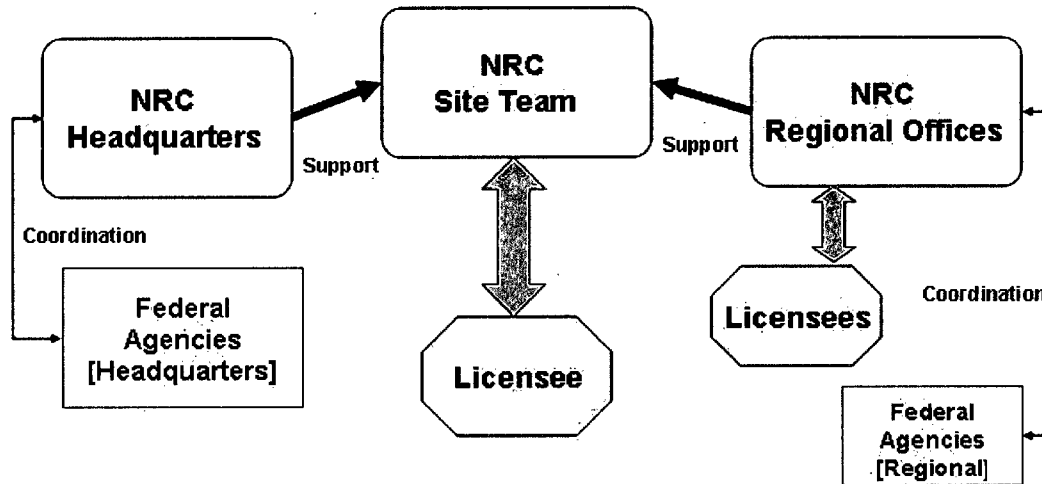 NRC
Headquarters
NRC
Site Team
NRC
Regional Offices
Support
Support
Coordination
Federal
Agencies
[Headquarters]
Licensee
Licensees
Coordination
Federal
Agencies
[Regional]